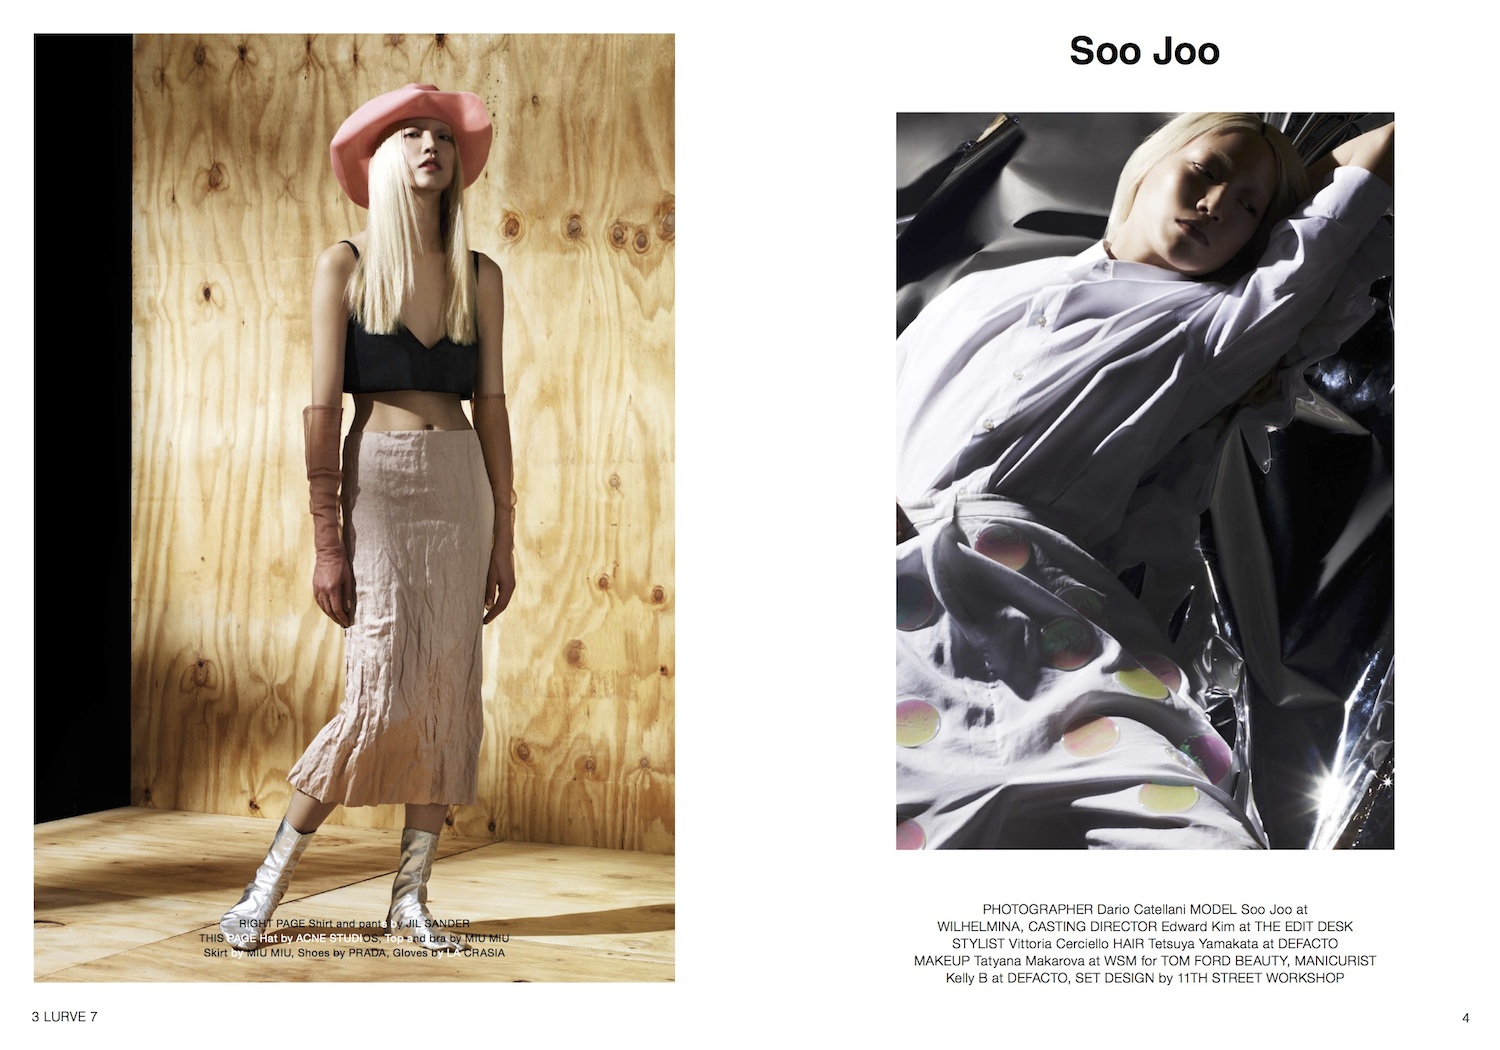 RIGHT PAGE Shirt and pants by JIL SANDER
THIS PAGE Hat by ACNE STUDIOS, Top and bra by MIU MIU
Skirt by MIU MIU, Shoes by PRADA, Gloves by LA CRASIA
3 LURVE 7
Soo Joo
PHOTOGRAPHER Dario Catellani MODEL Soo Joo at
WILHELMINA, CASTING DIRECTOR Edward Kim at THE EDIT DESK
STYLIST Vittoria Cerciello HAIR Tetsuya Yamakata at DEFACTO
MAKEUP Tatyana Makarova at WSM for TOM FORD BEAUTY, MANICURIST
Kelly B at DEFACTO, SET DESIGN by 11TH STREET WORKSHOP
4